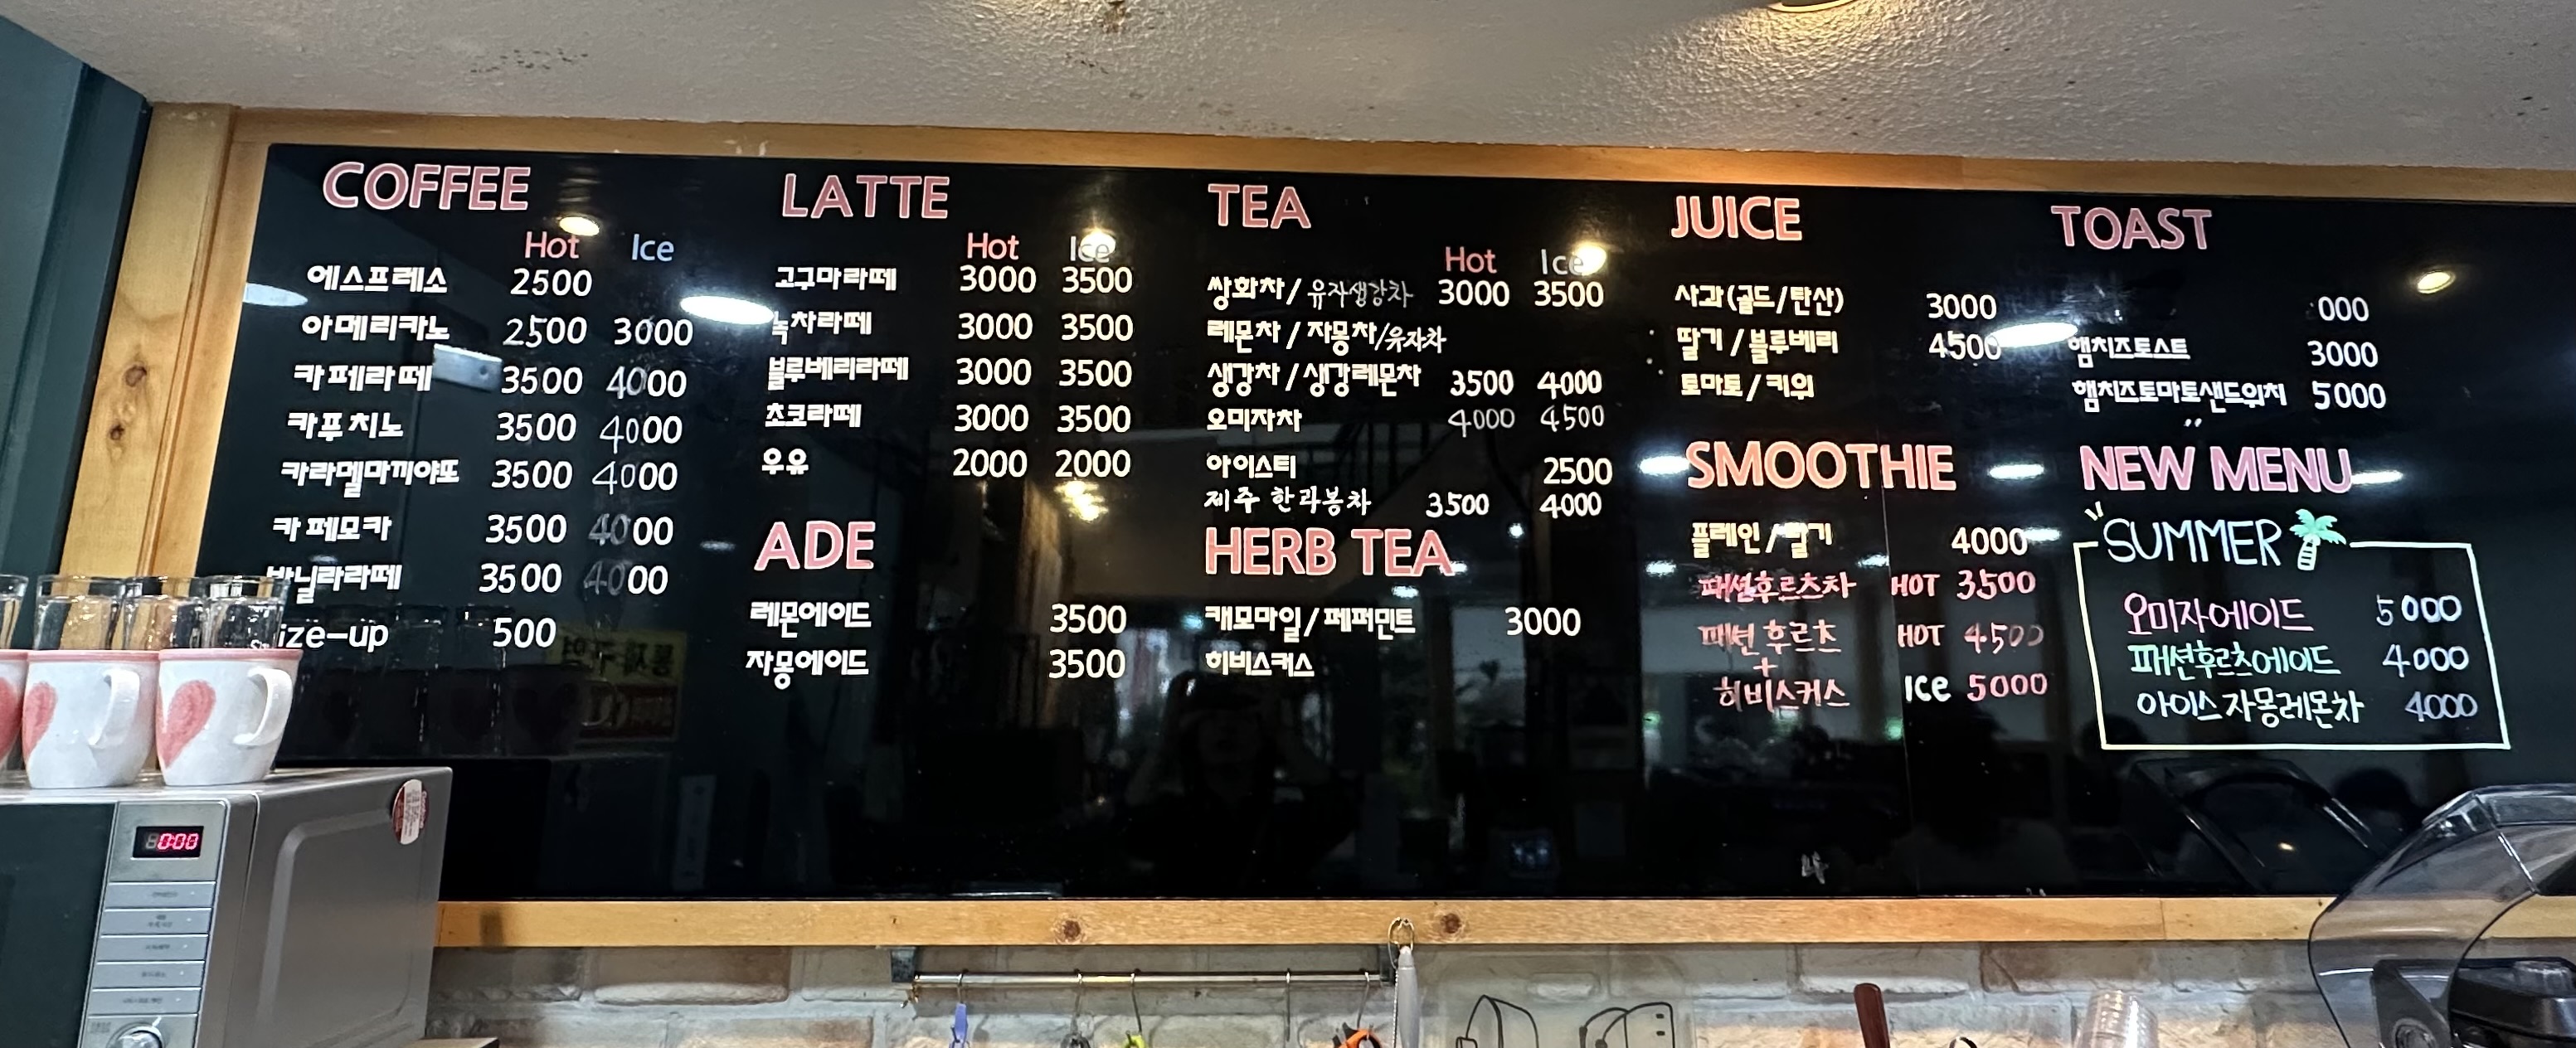 COFFEE
Hot Ice
에스프레소 2500
아메리카노 2500 3000
카페라떼 3500 4000
카푸치노 3500 4000
카라멜마끼야또 3500 4000
카페모카 3500 4000
바닐라라떼 3500 4000
ize-up 500
LATTE
Hot Ice
고구마라떼 3000 3500
녹차라떼 3000 3500
블루베리라떼 3000 3500
초코라떼 3000 3500
우유 2000 2000
ADE
레몬에이드 3500
자몽에이드 3500
TEA
Hot Ice
쌍화차/유자생강차 3000 3500
레몬차/자몽차/유자차
생강차/생강레몬차 3500 4000
오미자차 4000 4500
아이스티 2500
제주 한라봉차 3500 4000
HERB TEA
캐모마일/페퍼민트 3000
히비스커스
JUICE
사과(골드/탄산) 3000
딸기/블루베리 4500
토마토/키위
SMOOTHIE
플레인/딸기 4000
패션후르츠차 HOT 3500
패션후르츠 HOT 4500
+
히비스커스 Ice 5000
TOAST
000
햄치즈토스트 3000
햄치즈토마토샌드위치 5000
NEW MENU
SUMMER
오미자에이드 5000
패션후르츠에이드 4000
아이스자몽레몬차 4000
0:00